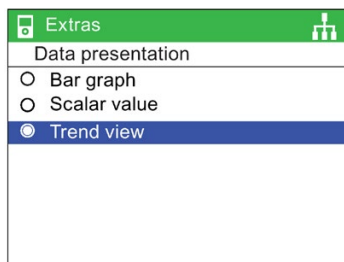 Extras
Data presentation
Bar graph
Scalar value
Trend view